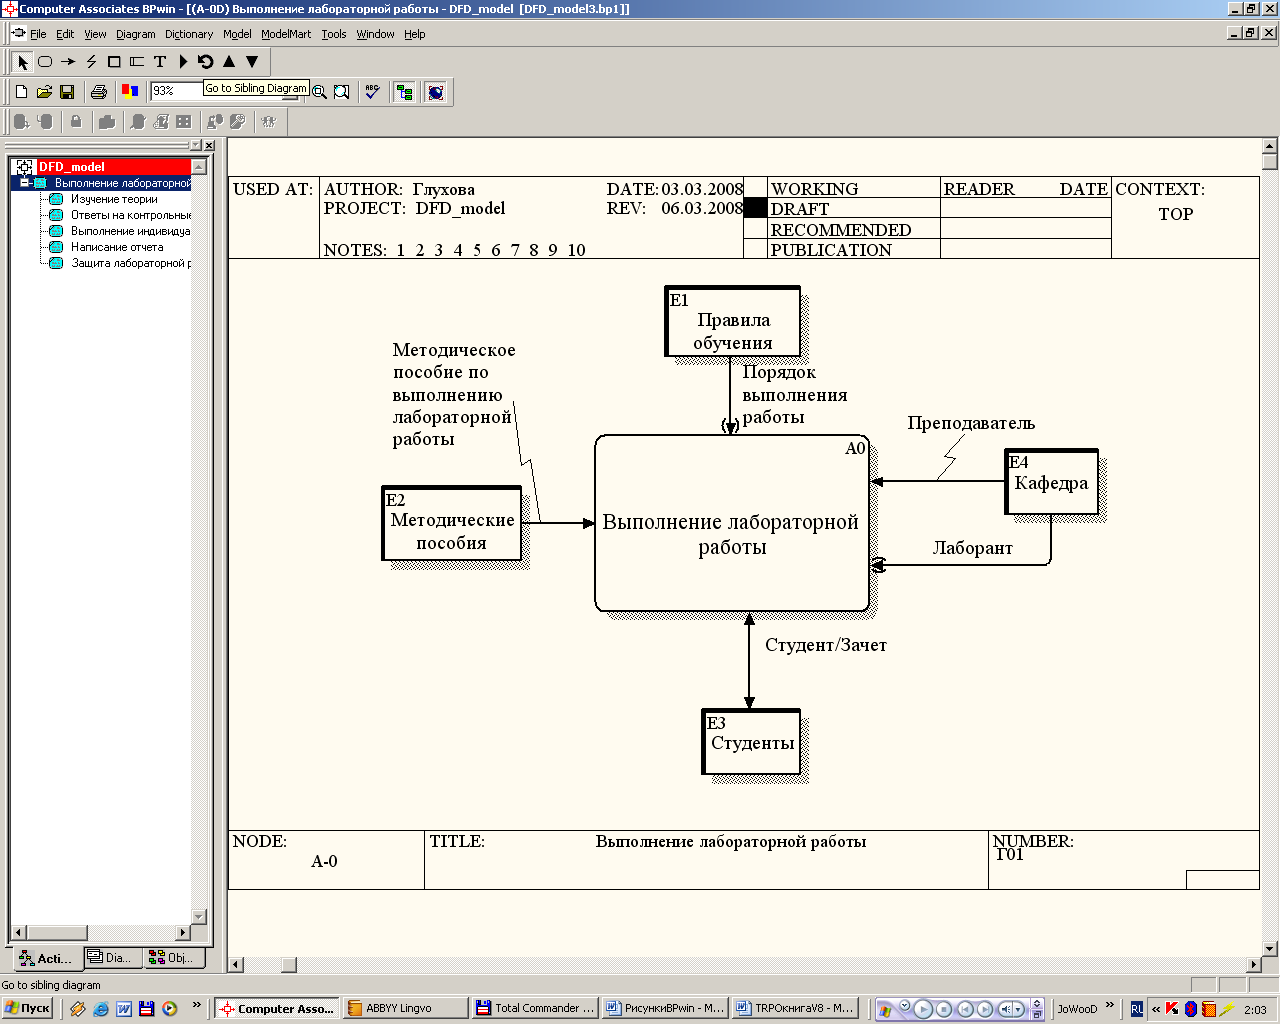 Computer Associates BPwin - [(A-0D) Выполнение лабораторной работы - DFD_model  [DFD_model3.bp1]]
File Edit View Diagram Dictionary Model ModelMart Tools Window Help
93%
Go to Sibling Diagram
DFD_model
Выполнение лабораторной
Изучение теории
Ответы на контрольные
Выполнение индивидуа
Написание отчета
Защита лабораторной р
Acti...
Dia...
Obj...
USED AT:
AUTHOR: Глухова
DATE: 03.03.2008
PROJECT: DFD_model
REV: 06.03.2008
NOTES: 1 2 3 4 5 6 7 8 9 10
WORKING
DRAFT
RECOMMENDED
PUBLICATION
READER
DATE
CONTEXT:
TOP
E1
Правила
обучения
Методическое
пособие по
выполнению
лабораторной
работы
Порядок
выполнения
работы
Преподаватель
A0
E4
Кафедра
E2
Методические
пособия
Выполнение лабораторной
работы
Лаборант
Студент/Зачет
E3
Студенты
NODE:
A-0
TITLE:
Выполнение лабораторной работы
NUMBER:
Г01
Go to sibling diagram
Пуск
Computer Asso...
ABBYY Lingvo
Total Commander ...
РисункиBPwin - M...
TRPOкнигаV8 - M...
JoWooD
RU
2:03